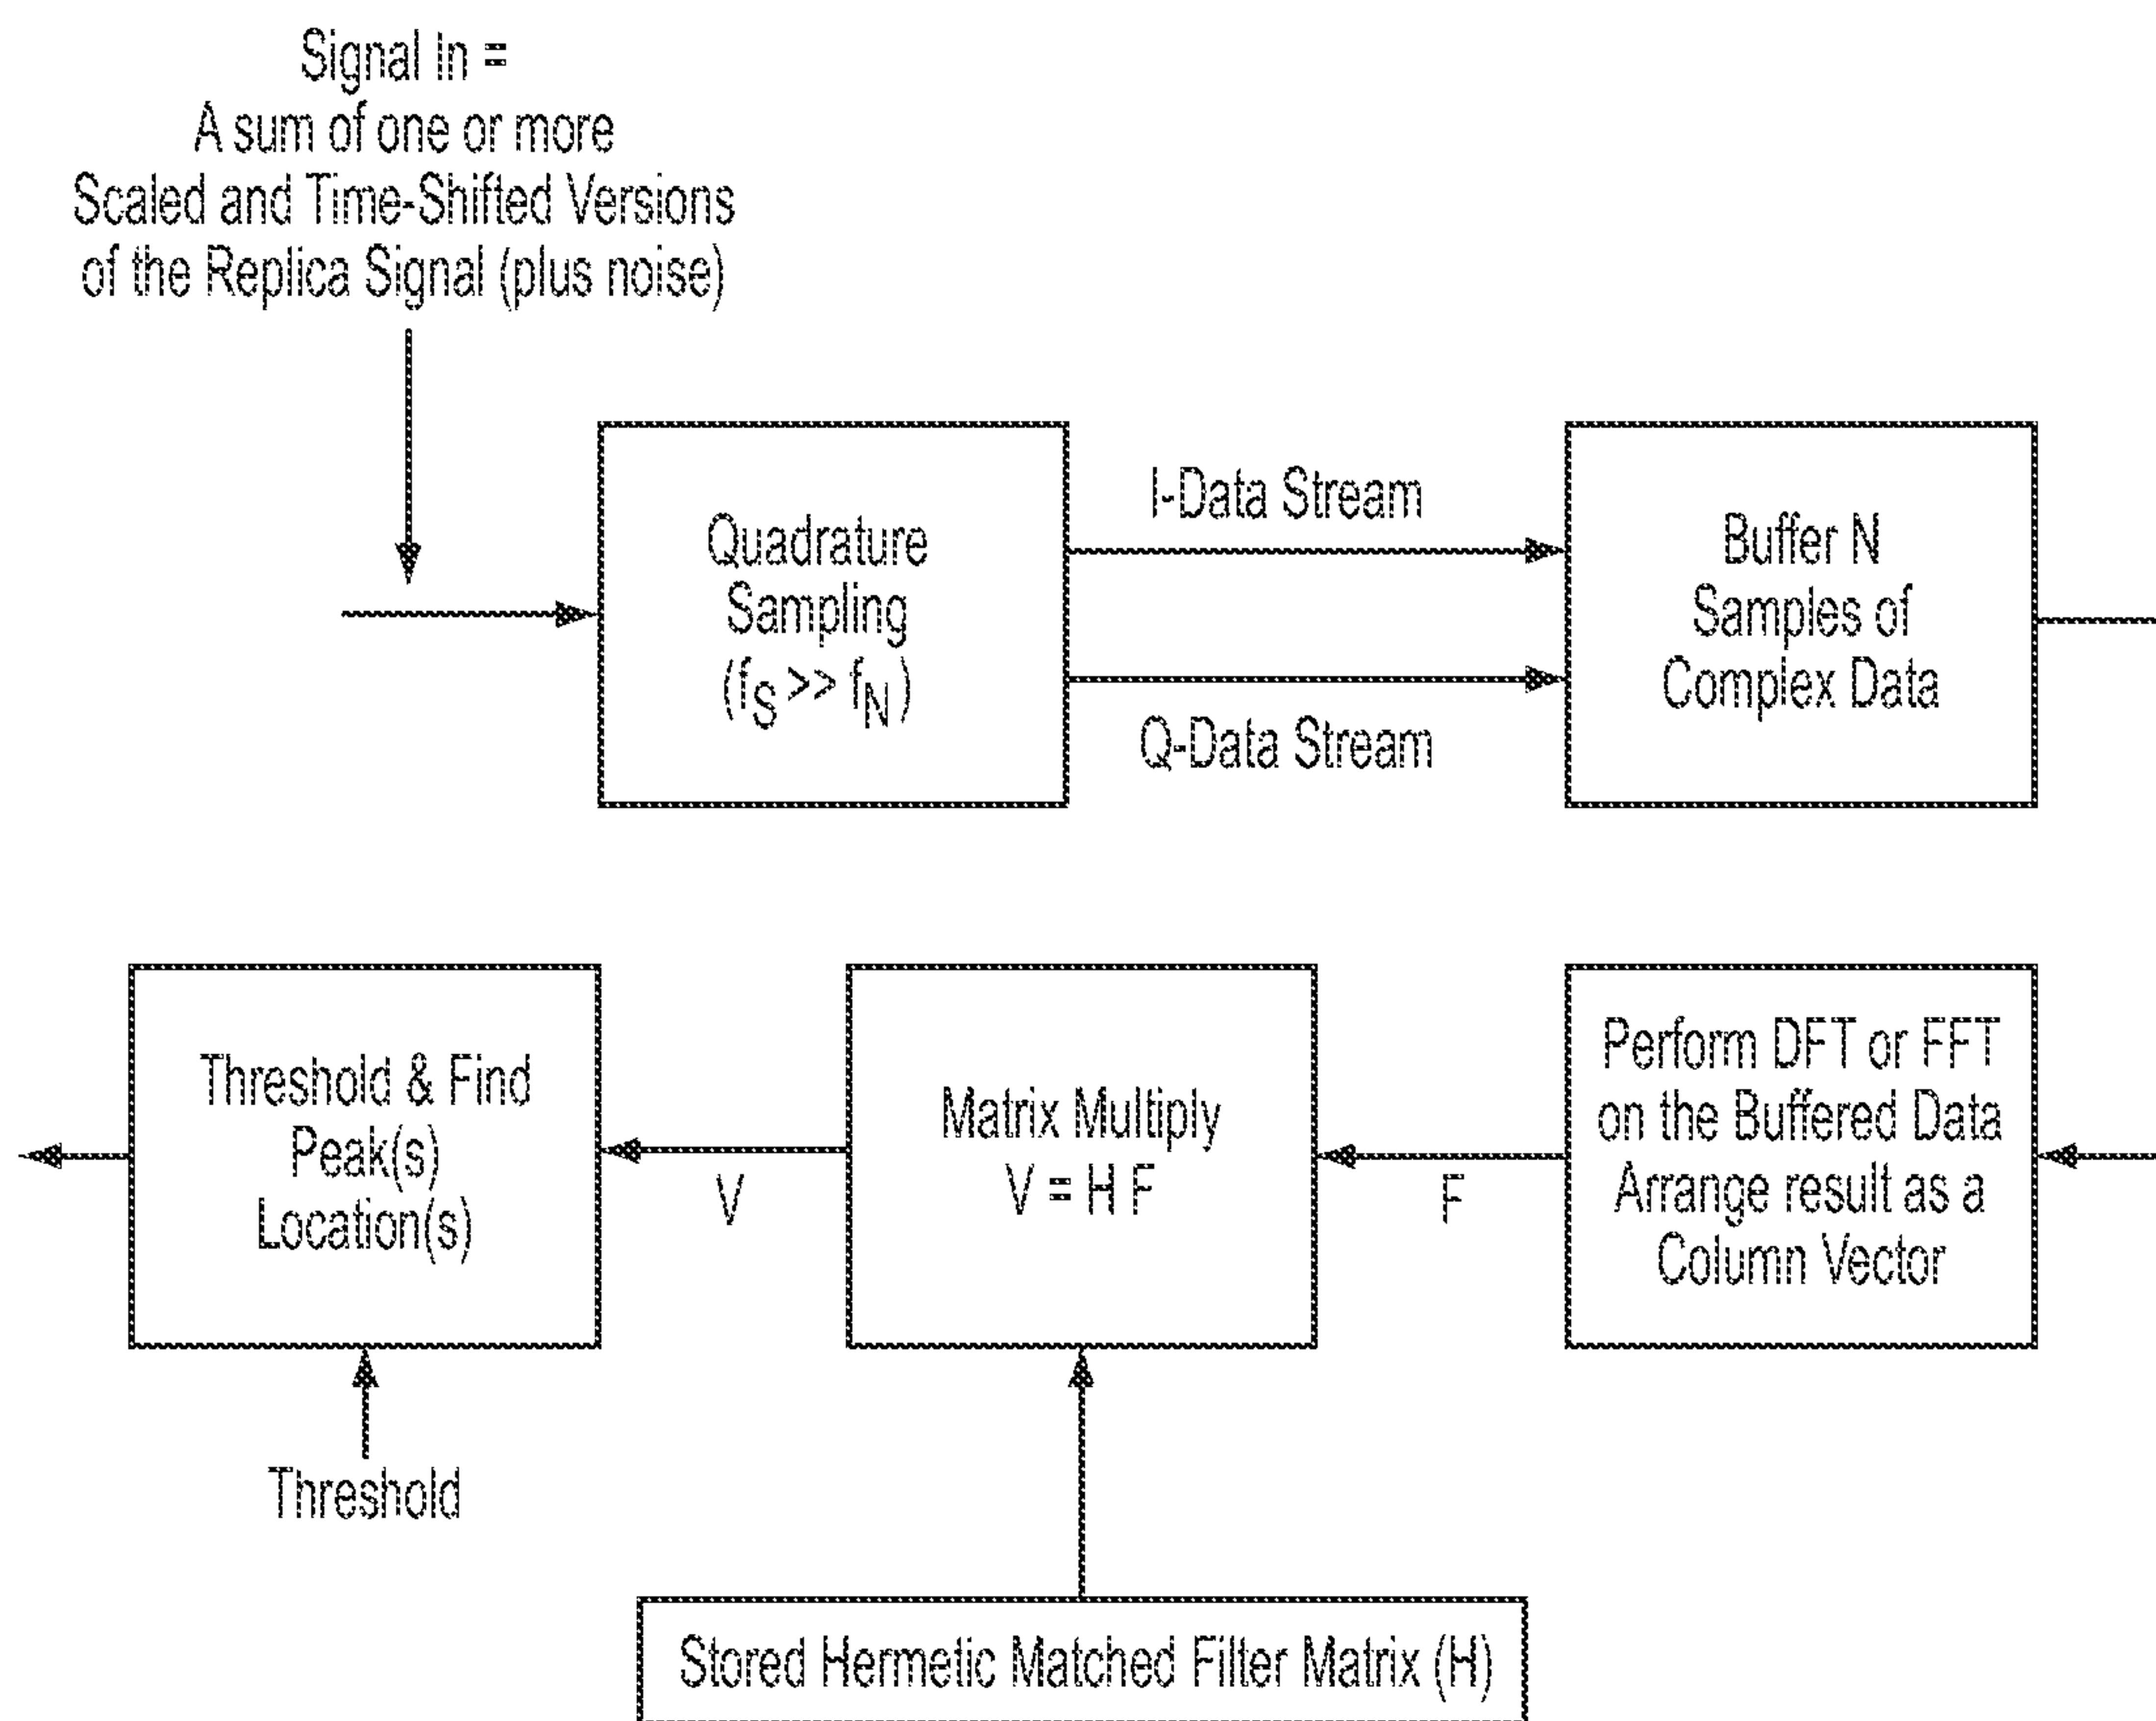 Signal In =
A sum of one or more
Scaled and Time-Shifted Versions
of the Replica Signal (plus noise)
Quadrature
Sampling
(fS >> fN)
I-Data Stream
Q-Data Stream
Buffer N
Samples of
Complex Data
Perform DFT or FFT
on the Buffered Data
Arrange result as a
Column Vector
F
Matrix Multiply
V = H F
V
Threshold & Find
Peak(s)
Location(s)
Threshold
Stored Hermetic Matched Filter Matrix (H)